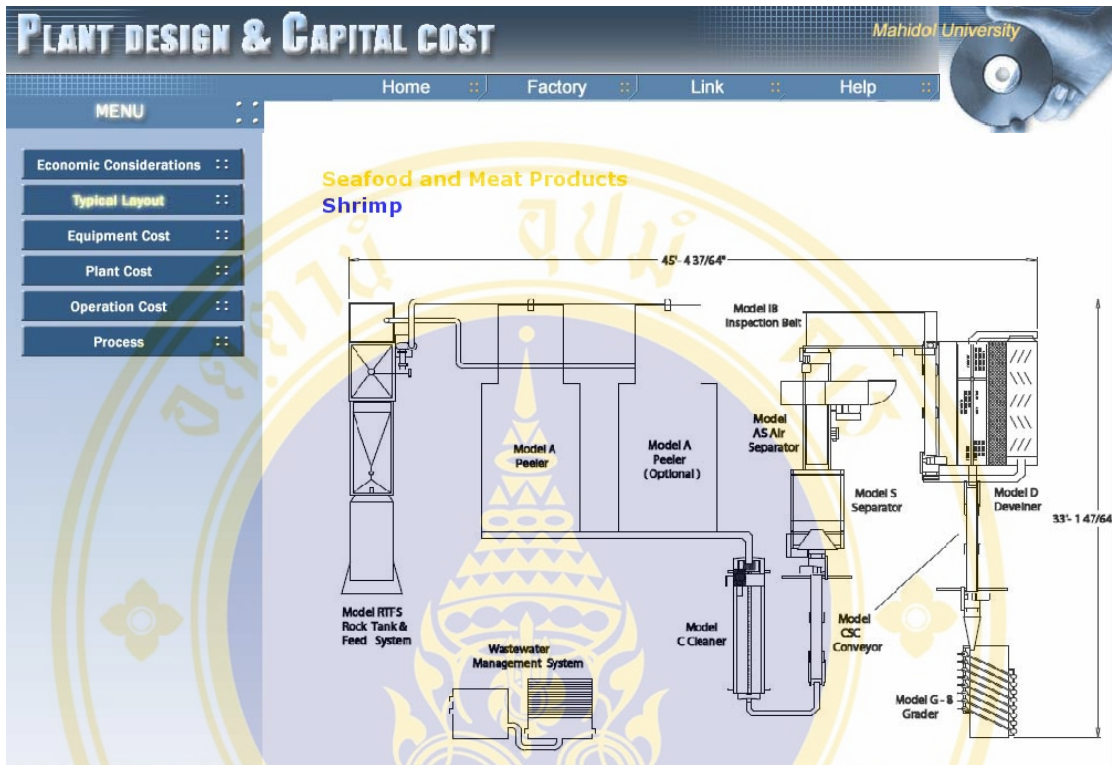 PLANT DESIGN & CAPITAL COST
Mahidol University
Home
Factory
Link
Help
MENU
Economic Considerations
Typical Layout
Equipment Cost
Plant Cost
Operation Cost
Process
Seafood and Meat Products
Shrimp
45'- 4 37/64"
Model IB
Inspection Belt
Model
AS Air
Separator
Model A
Peeler
Model A
Peeler
(Optional)
Model S
Separator
Model D
Develner
33'- 1 47/64
Model RTFS
Rock Tank &
Feed System
Model
C Cleaner
Model
CSC
Conveyor
Wastewater
Management System
Model G - 8
Grader